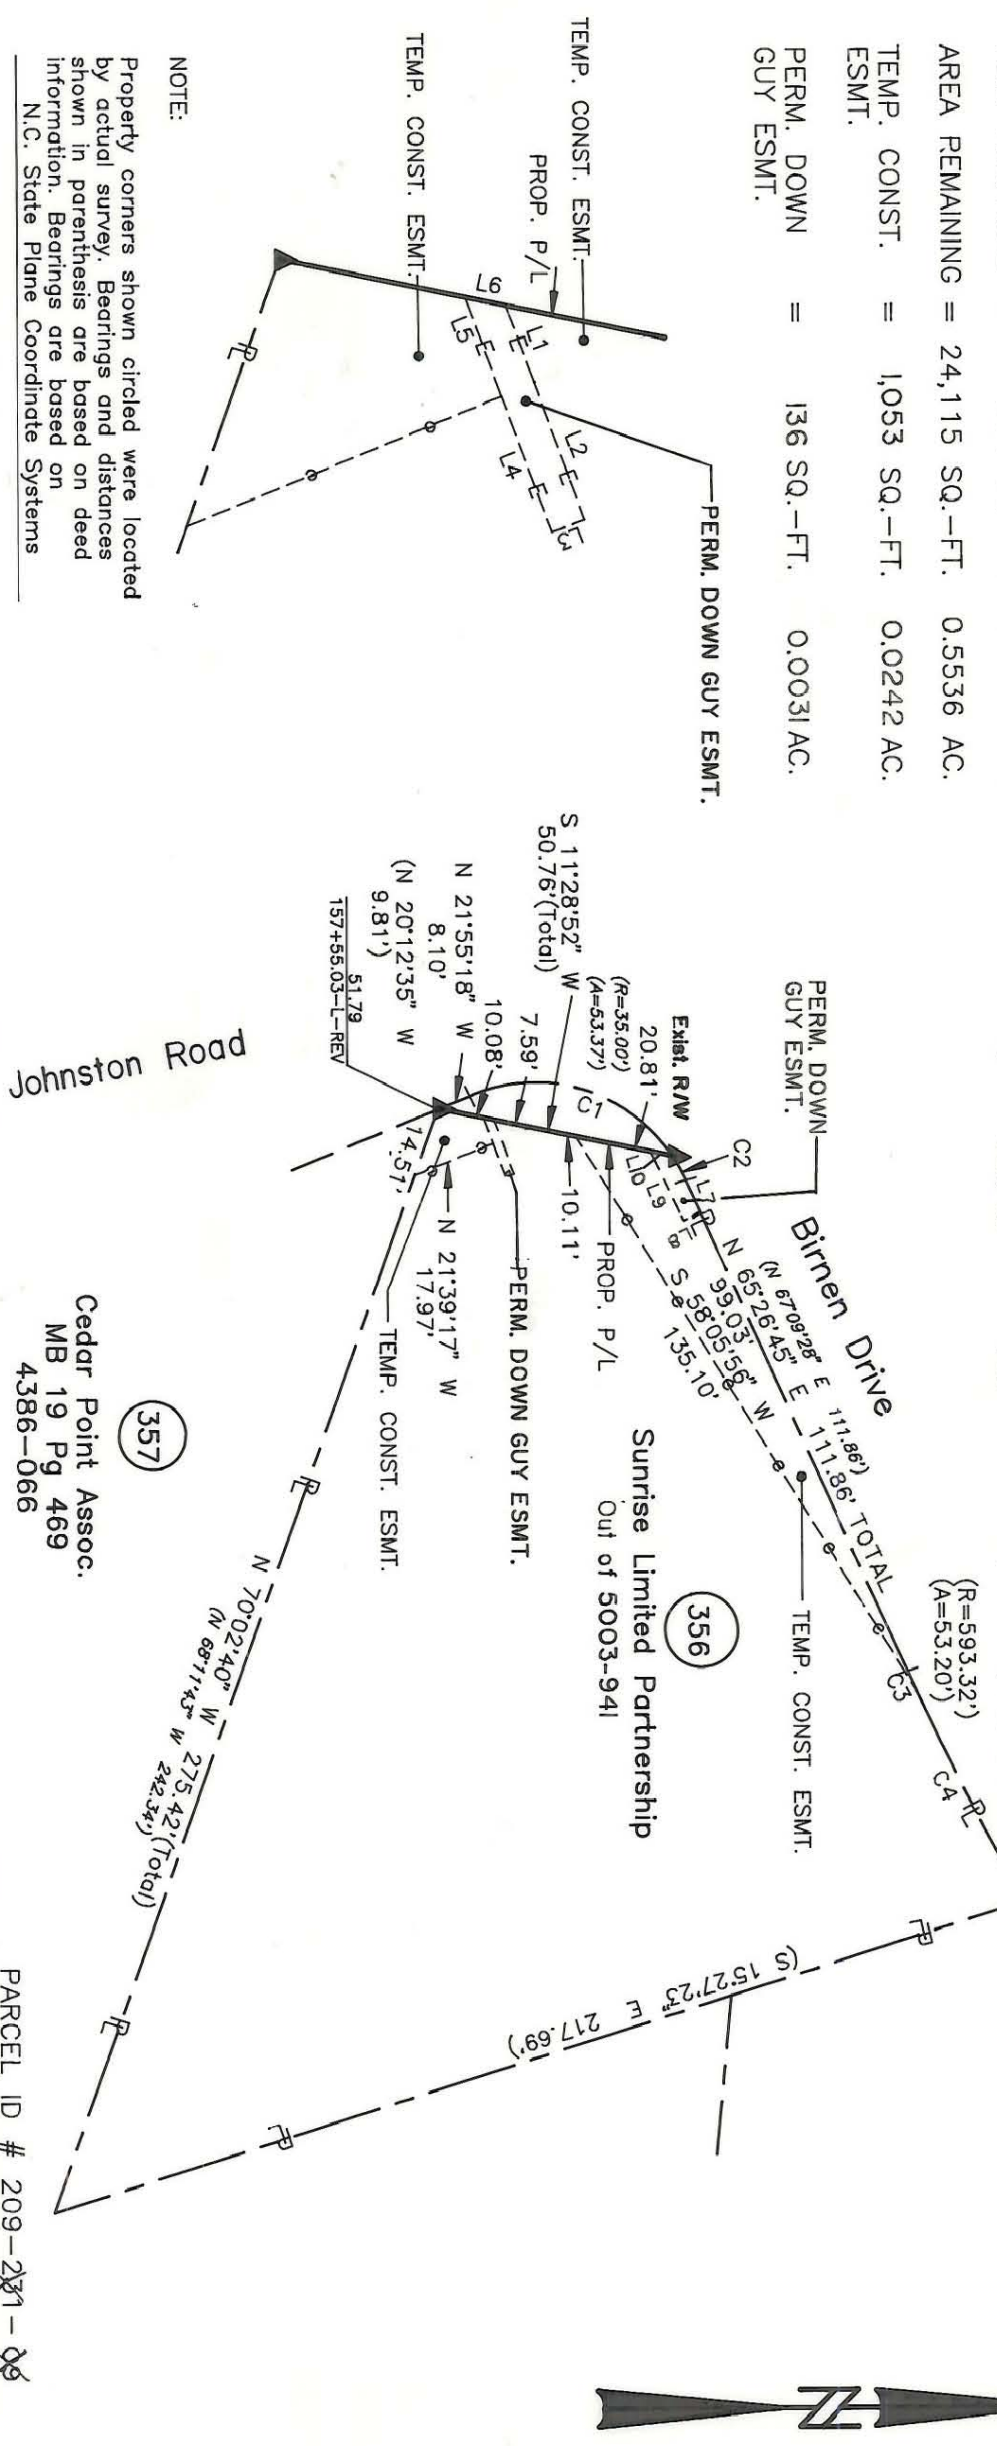 AREA REMAINING = 24,115 SQ.-FT. 0.5536 AC.
TEMP. CONST. = 1,053 SQ.-FT. 0.0242 AC.
ESMT.
PERM. DOWN = 136 SQ.-FT. 0.0031 AC.
GUY ESMT.
TEMP. CONST. ESMT.
PROP. P/L
L6
L1
L2
L3
L4
L5
E
E
E
E
PERM. DOWN GUY ESMT.
TEMP. CONST. ESMT.
PL
NOTE:
Property corners shown circled were located
by actual survey. Bearings and distances
shown in parenthesis are based on deed
information. Bearings are based on
N.C. State Plane Coordinate Systems
PERM. DOWN
GUY ESMT.
Birnen Drive
C2
L7
PL
Exist. R/W
20.81'
(R=35.00')
(A=53.37')
C1
L10
L9
8
S 11°28'52" W
50.76'(Total)
7.59'
10.08'
N 21°55'18" W
8.10'
(N 20°12'35" W
9.81')
51.79
157+55.03-L-REV
Johnston Road
14.51'
10.11'
PROP. P/L
N 21°39'17" W
17.97'
PERM. DOWN GUY ESMT.
TEMP. CONST. ESMT.
(N 67°09'28" E 111.86')
N 65°26'45" E 111.86' TOTAL
99.03'
S 58°05'56" W
135.10'
(R=593.32')
(A=53.20')
C3
C4
PL
TEMP. CONST. ESMT.
356
Sunrise Limited Partnership
Out of 5003-941
357
Cedar Point Assoc.
MB 19 Pg 469
4386-066
PL
N 70°02'40" W 275.42'(Total)
(N 68°11'43" W 242.34')
PL
PL
(S 15°27'23" E 217.69')
PL
N
PARCEL ID # 209-231-